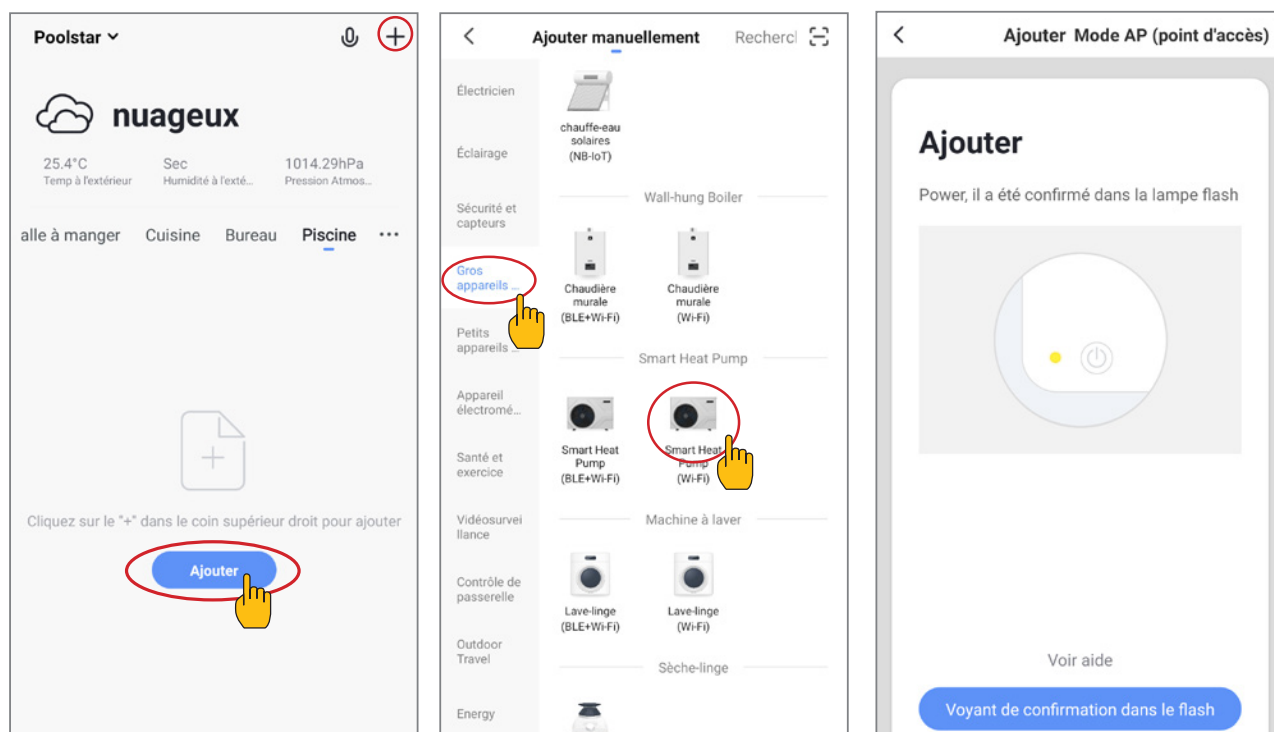 Poolstar
nuageux
25.4°C Sec 1014.29hPa
Temp à l'extérieur Humidité à l'exté... Pression Atmos...
alle à manger Cuisine Bureau Piscine ...
Cliquez sur le "+" dans le coin supérieur droit pour ajouter
Ajouter
Ajouter manuellement Recherc
Électricien
Éclairage
Sécurité et
capteurs
Gros
appareils ...
Petits
appareils ...
Appareil
électromé...
Santé et
exercice
Vidéosurvei
llance
Contrôle de
passerelle
Outdoor
Travel
Energy
chauffe-eau
solaires
(NB-IoT)
Wall-hung Boiler
Chaudière
murale
(BLE+Wi-Fi)
Chaudière
murale
(Wi-Fi)
Smart Heat Pump
Smart Heat
Pump
(BLE+Wi-Fi)
Smart Heat
Pump
(Wi-Fi)
Machine à laver
Lave-linge
(BLE+Wi-Fi)
Lave-linge
(Wi-Fi)
Sèche-linge
Ajouter Mode AP (point d'accès)
Ajouter
Power, il a été confirmé dans la lampe flash
Voir aide
Voyant de confirmation dans le flash